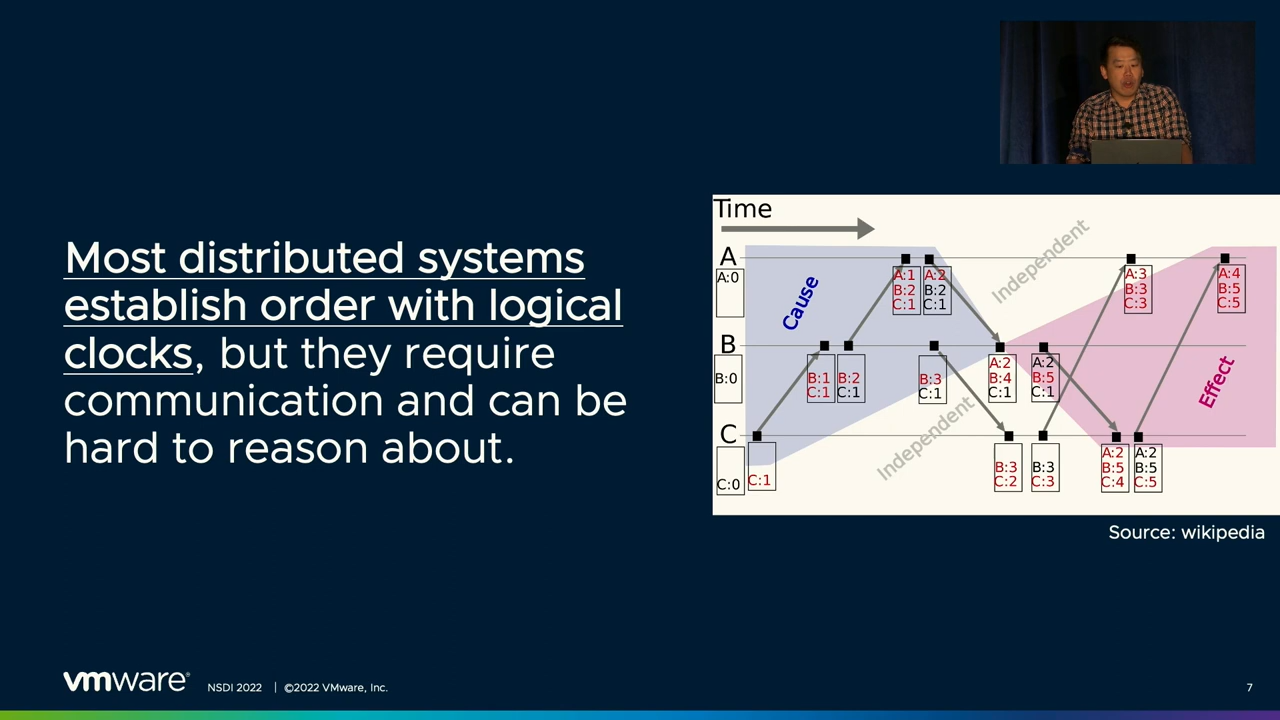 Most distributed systems
establish order with logical
clocks, but they require
communication and can be
hard to reason about.
Time
A
A:0
B
B:0
C
C:0
Cause
Independent
Independent
Effect
A:1
B:2
C:1
A:2
B:2
C:1
A:3
B:3
C:3
A:4
B:5
C:5
B:1
C:1
B:2
C:1
B:3
C:1
A:2
B:4
C:1
A:2
B:5
C:1
C:1
B:3
C:2
B:3
C:3
A:2
B:5
C:4
A:2
B:5
C:5
Source: wikipedia
vmware®
NSDI 2022 | ©2022 VMware, Inc.
7